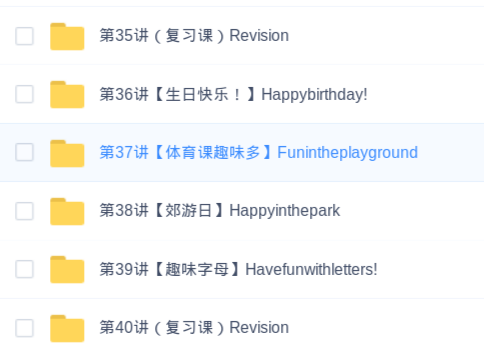 第35讲（复习课）Revision
第36讲【生日快乐！】Happybirthday!
第37讲【体育课趣味多】Funintheplayground
第38讲【郊游日】Happyinthepark
第39讲【趣味字母】Havefunwithletters!
第40讲（复习课）Revision